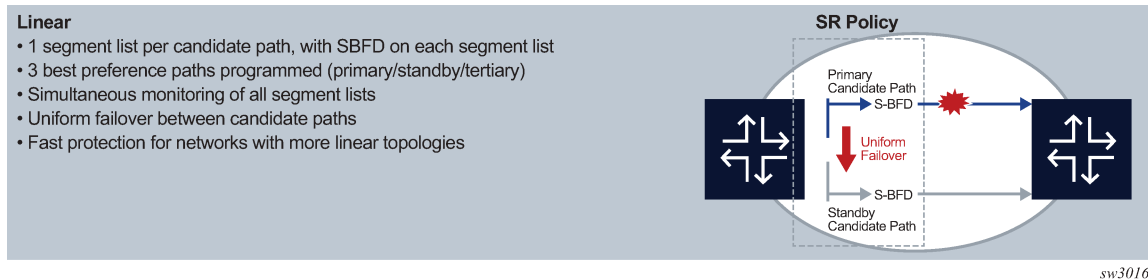 Linear
• 1 segment list per candidate path, with SBFD on each segment list
• 3 best preference paths programmed (primary/standby/tertiary)
• Simultaneous monitoring of all segment lists
• Uniform failover between candidate paths
• Fast protection for networks with more linear topologies
SR Policy
Primary
Candidate Path
S-BFD
Uniform
Failover
S-BFD
Standby
Candidate Path
sw3016